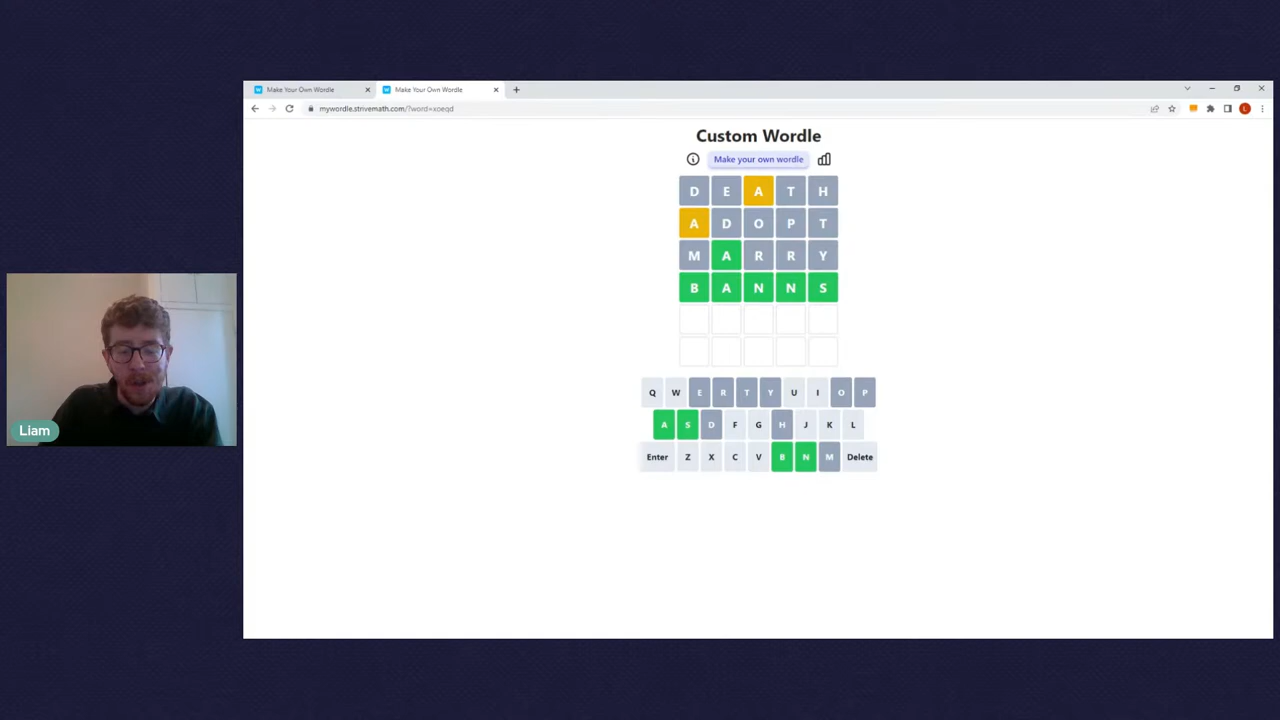 Make Your Own Wordle
Make Your Own Wordle
mywordle.strivemath.com/?word=xoeqd
L
Custom Wordle
Make your own wordle
D E A T H
A D O P T
M A R R Y
B A N N S
Q W E R T Y U I O P
A S D F G H J K L
Enter Z X C V B N M Delete
Liam